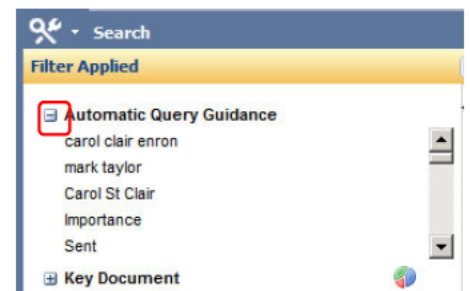 Search
Filter Applied
Automatic Query Guidance
carol clair enron
mark taylor
Carol St Clair
Importance
Sent
Key Document